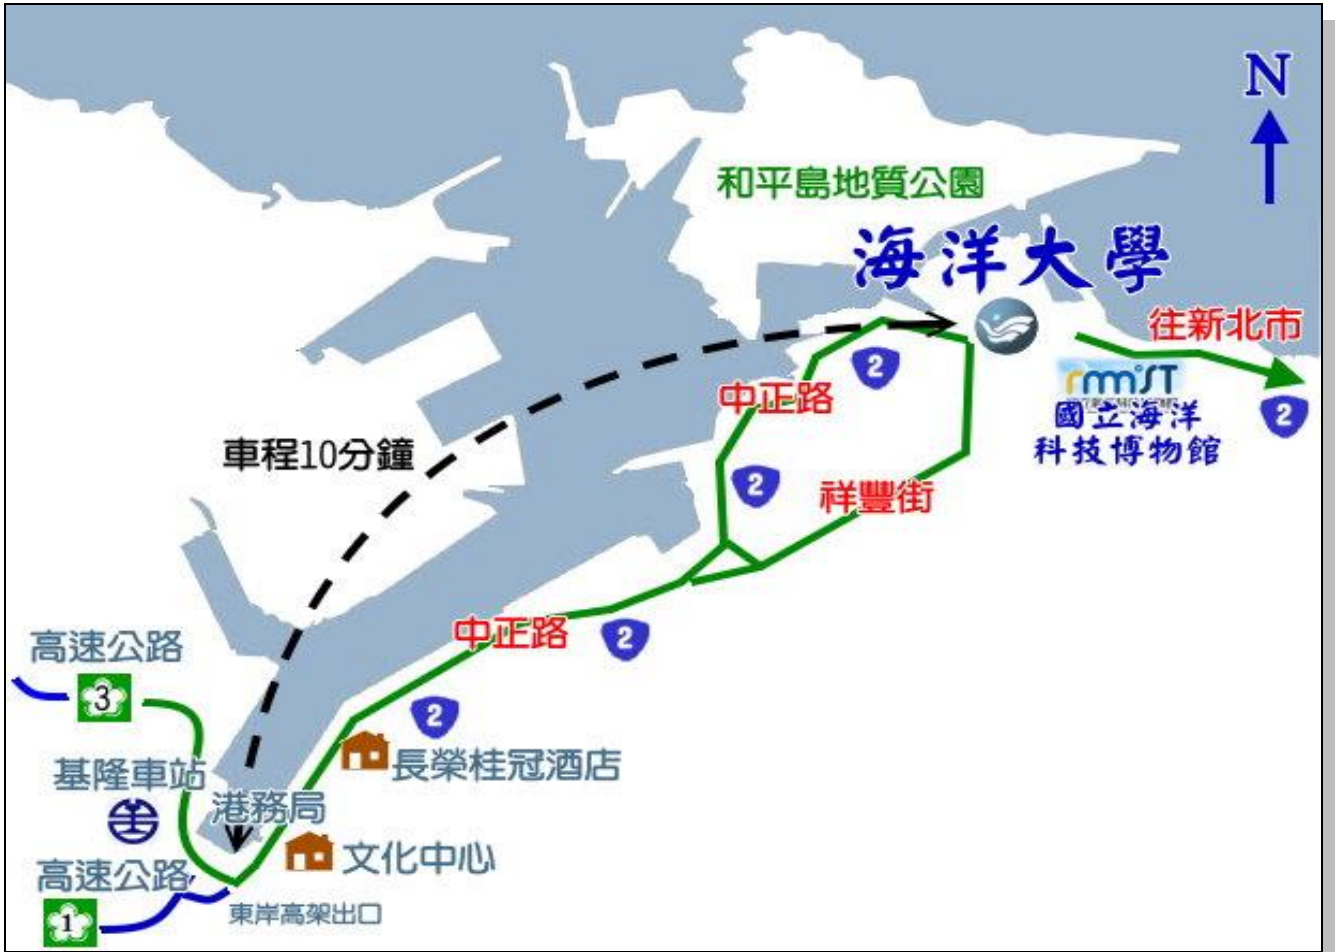 N
和平島地質公園
海洋大學
往新北市
2
2
中正路
國立海洋
科技博物館
車程10分鐘
2
祥豐街
中正路
2
高速公路
3
2
長榮桂冠酒店
基隆車站
港務局
文化中心
高速公路
1
東岸高架出口